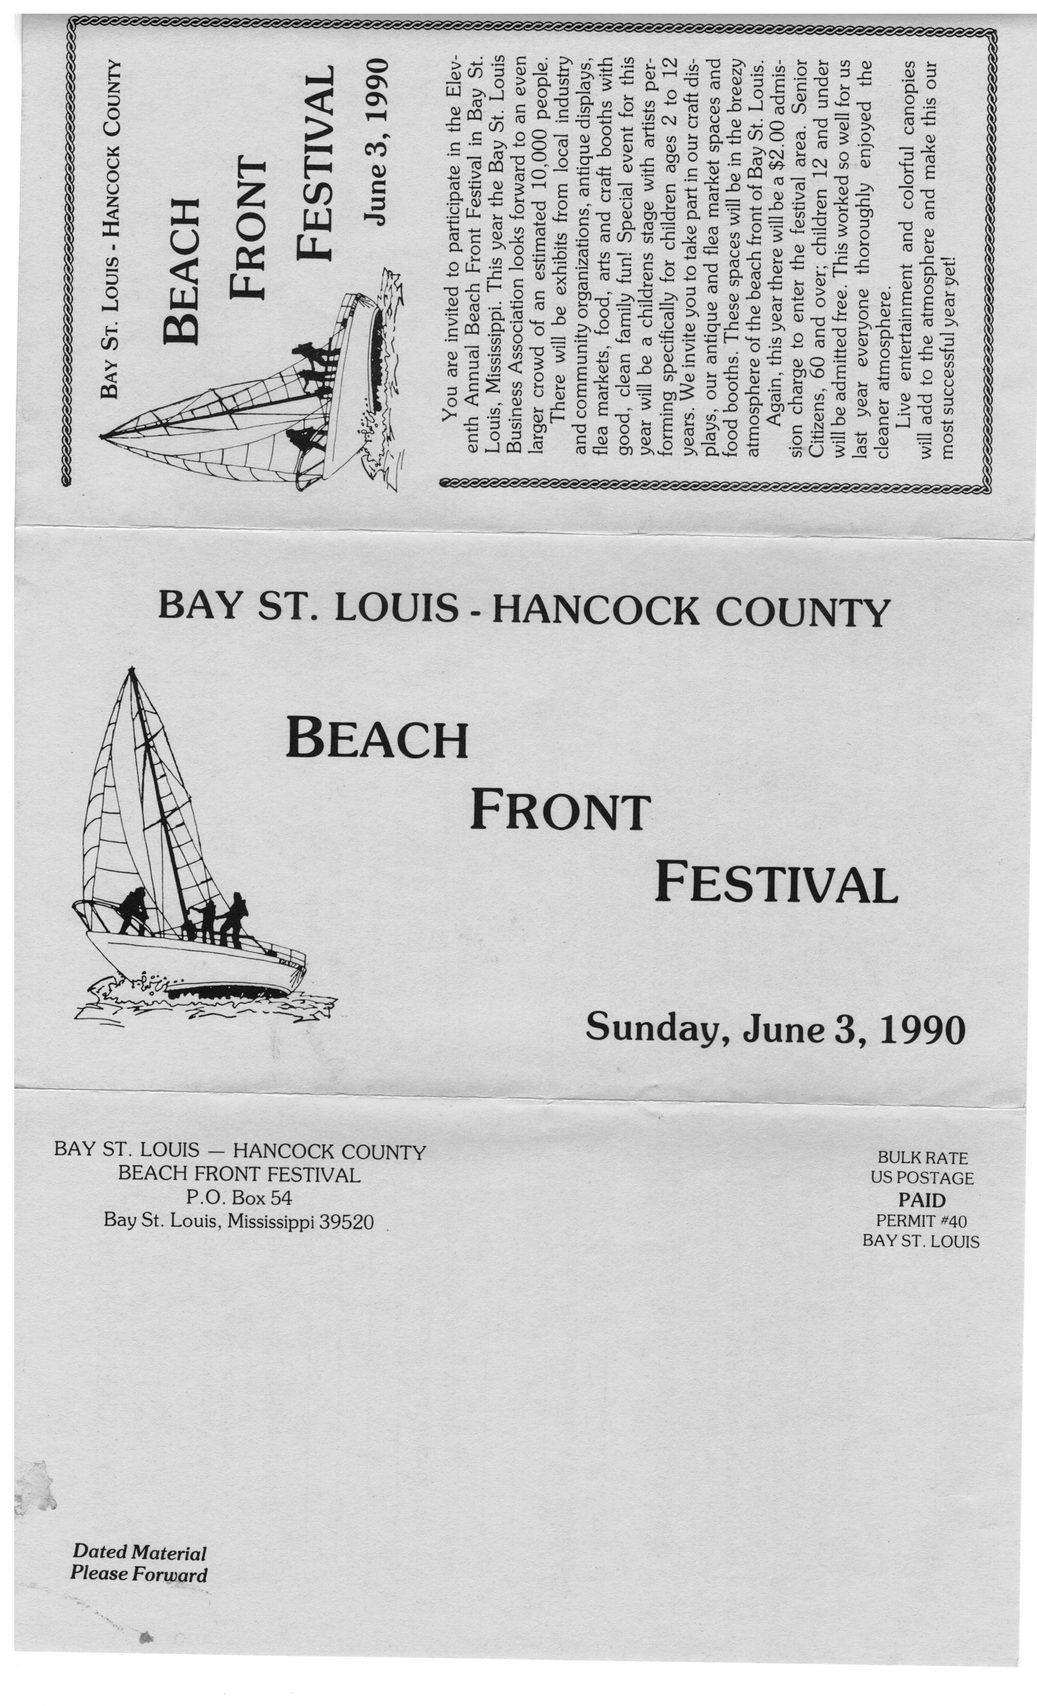 BAY ST. LOUIS - HANCOCK COUNTY
BEACH
FRONT
FESTIVAL
June 3, 1990
You are invited to participate in the Elev-
enth Annual Beach Front Festival in Bay St.
Louis, Mississippi. This year the Bay St. Louis
Business Association looks forward to an even
larger crowd of an estimated 10,000 people.
There will be exhibits from local industry
and community organizations, antique displays,
flea markets, food, arts and craft booths with
good, clean family fun! Special event for this
year will be a childrens stage with artists per-
forming specifically for children ages 2 to 12
years. We invite you to take part in our craft dis-
plays, our antique and flea market spaces and
food booths. These spaces will be in the breezy
atmosphere of the beach front of Bay St. Louis.
Again, this year there will be a $2.00 admis-
sion charge to enter the festival area. Senior
Citizens, 60 and over; children 12 and under
will be admitted free. This worked so well for us
last year everyone thoroughly enjoyed the
cleaner atmosphere.
Live entertainment and colorful canopies
will add to the atmosphere and make this our
most successful year yet!
BAY ST. LOUIS - HANCOCK COUNTY
BEACH
FRONT
FESTIVAL
Sunday, June 3, 1990
BAY ST. LOUIS — HANCOCK COUNTY
BEACH FRONT FESTIVAL
P.O. Box 54
Bay St. Louis, Mississippi 39520
BULK RATE
US POSTAGE
PAID
PERMIT #40
BAY ST. LOUIS
Dated Material
Please Forward